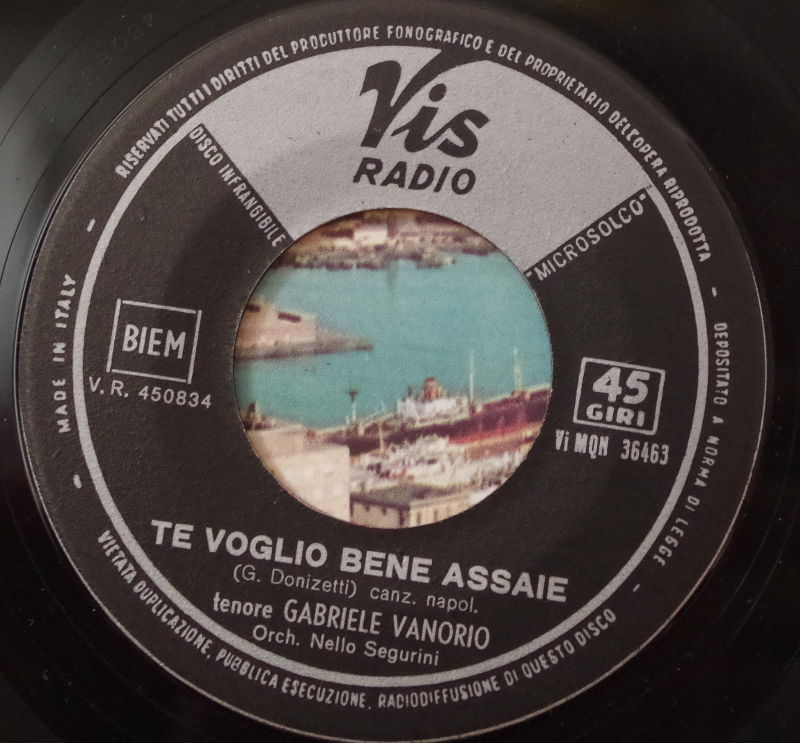 RISERVATI TUTTI I DIRITTI DEL PRODUTTORE FONOGRAFICO E DEL PROPRIETARIO DELL'OPERA RIPRODOTTA
- DEPOSITATO A NORMA DI LEGGE -
VIETATA DUPLICAZIONE, PUBBLICA ESECUZIONE, RADIODIFFUSIONE DI QUESTO DISCO
- MADE IN ITALY -
Vis
RADIO
DISCO INFRANGIBILE
"MICROSOLCO"
BIEM
V. R. 450834
45
GIRI
Vi MQN 36463
TE VOGLIO BENE ASSAIE
(G. Donizetti) canz. napol.
tenore GABRIELE VANORIO
Orch. Nello Segurini